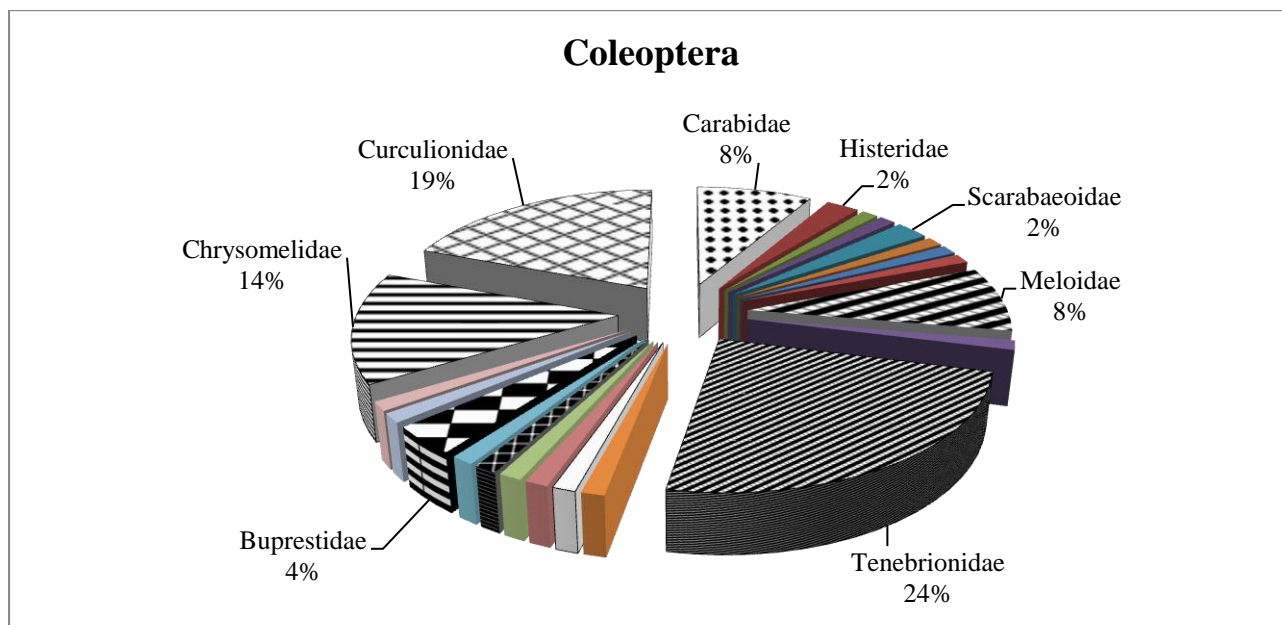 Coleoptera
Carabidae
8%
Histeridae
2%
Scarabaeoidae
2%
Meloidae
8%
Tenebrionidae
24%
Buprestidae
4%
Chrysomelidae
14%
Curculionidae
19%